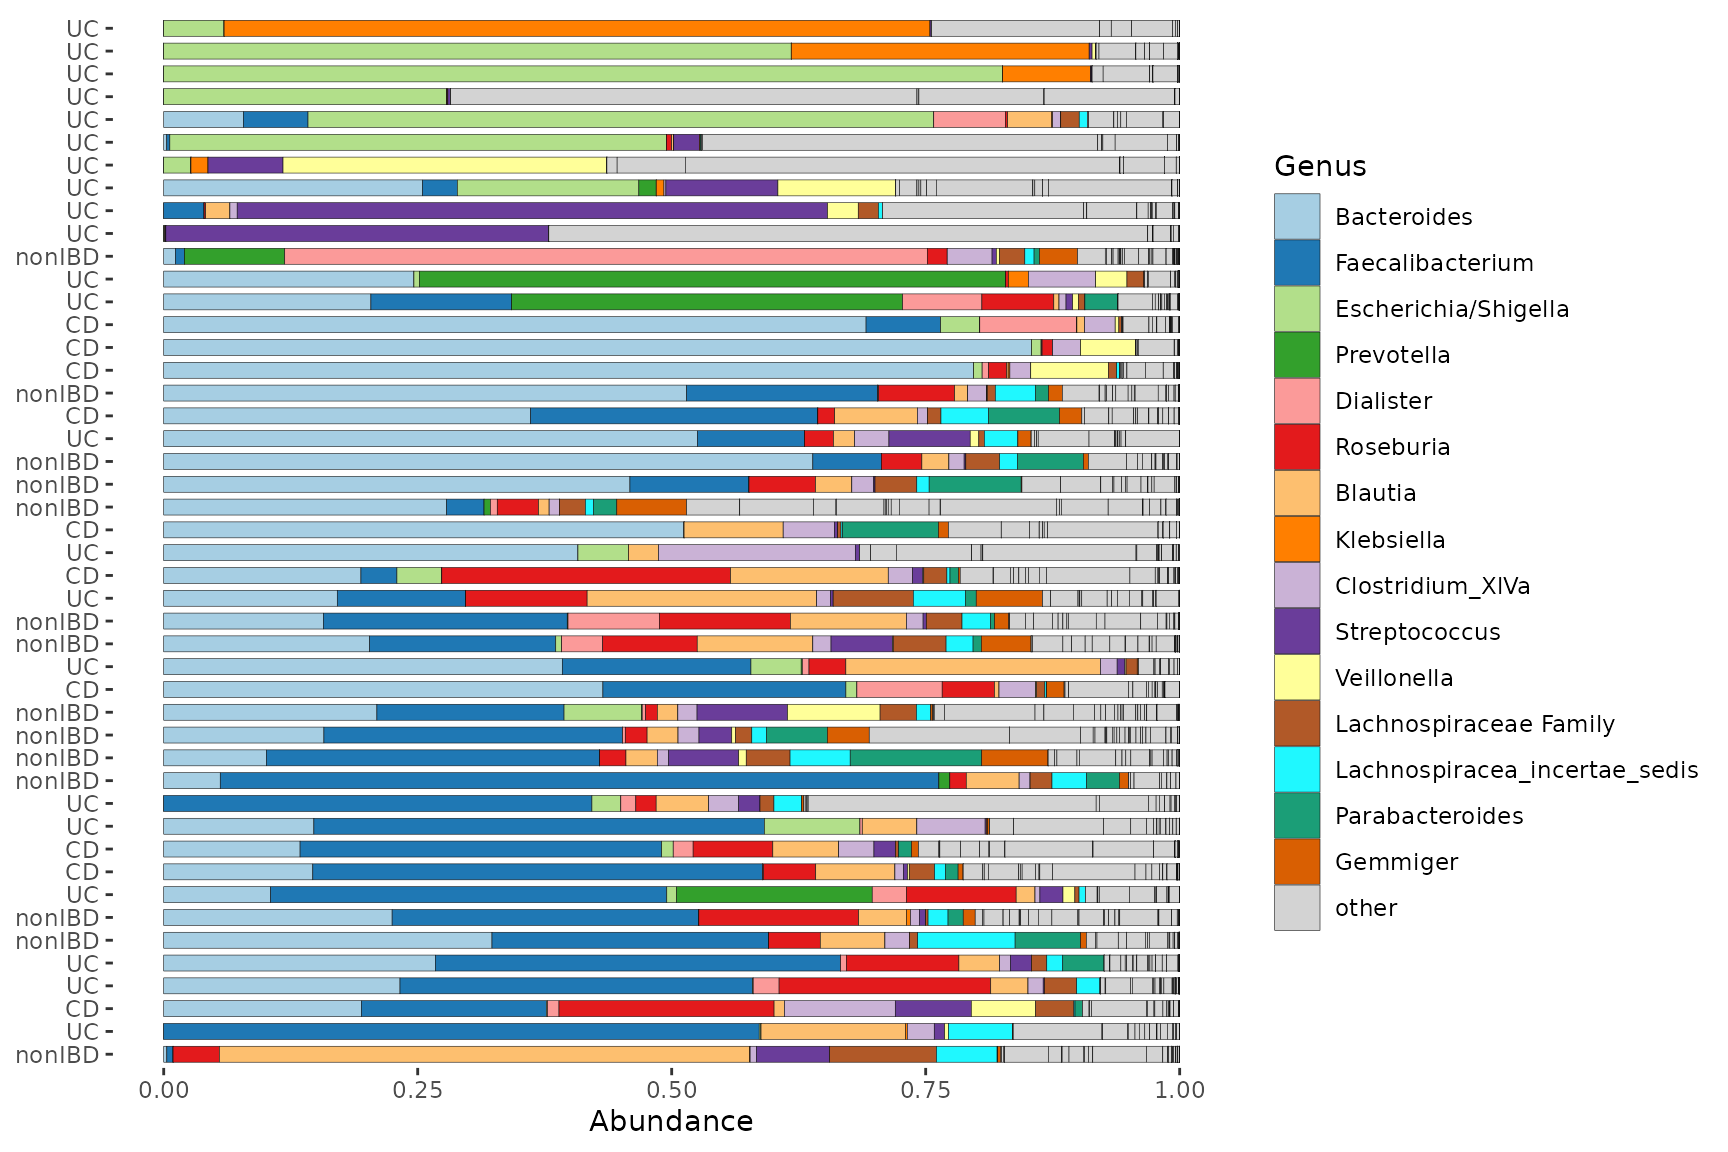 UC
UC
UC
UC
UC
UC
UC
UC
UC
UC
nonIBD
UC
UC
CD
CD
CD
nonIBD
CD
UC
nonIBD
nonIBD
nonIBD
CD
UC
CD
UC
nonIBD
nonIBD
UC
CD
nonIBD
nonIBD
nonIBD
nonIBD
UC
UC
CD
CD
UC
nonIBD
nonIBD
UC
UC
CD
UC
nonIBD
0.00 0.25 0.50 0.75 1.00
Abundance
Genus
Bacteroides
Faecalibacterium
Escherichia/Shigella
Prevotella
Dialister
Roseburia
Blautia
Klebsiella
Clostridium_XlVa
Streptococcus
Veillonella
Lachnospiraceae Family
Lachnospiracea_incertae_sedis
Parabacteroides
Gemmiger
other